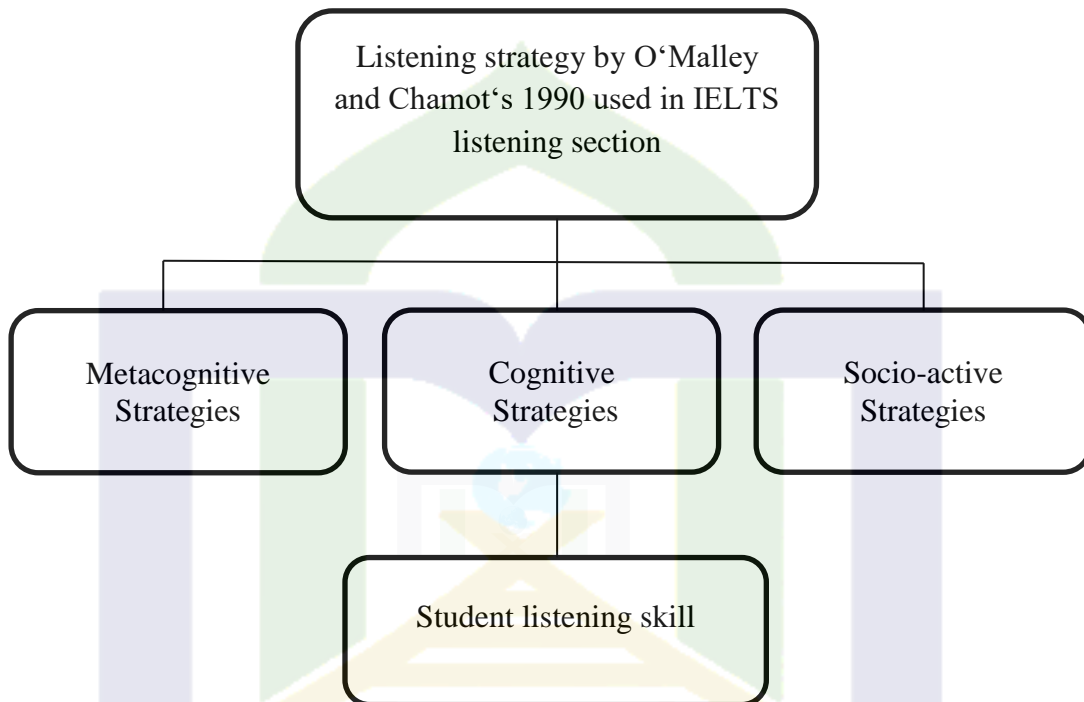 Listening strategy by O‘Malley
and Chamot‘s 1990 used in IELTS
listening section
Metacognitive
Strategies
Cognitive
Strategies
Socio-active
Strategies
Student listening skill